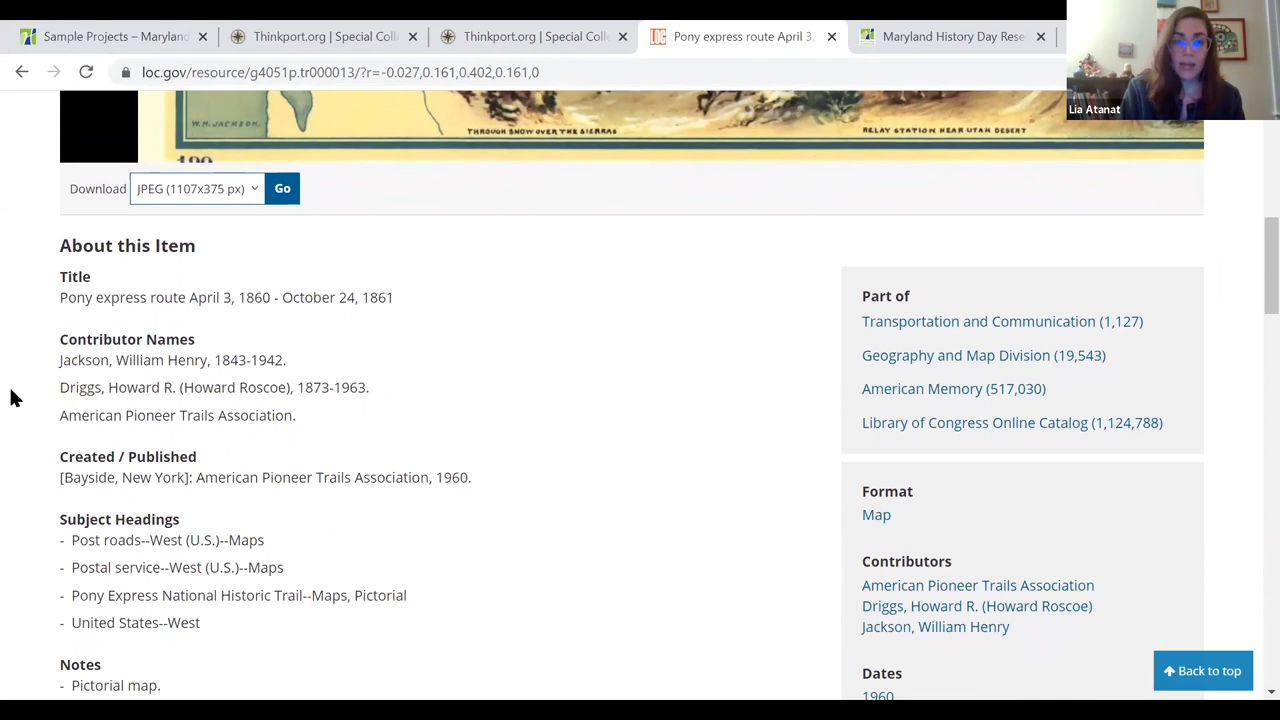 Sample Projects – Maryland
Thinkport.org | Special Coll
Thinkport.org | Special Colle
Pony express route April 3,
Maryland History Day Rese
loc.gov/resource/g4051p.tr000013/?r=-0.027,0.161,0.402,0.161,0
Lia Atanat
W.H. JACKSON.
THROUGH SNOW OVER THE SIERRAS
RELAY STATION NEAR UTAH DESERT
Download JPEG (1107x375 px) Go
About this Item
Title
Pony express route April 3, 1860 - October 24, 1861
Contributor Names
Jackson, William Henry, 1843-1942.
Driggs, Howard R. (Howard Roscoe), 1873-1963.
American Pioneer Trails Association.
Created / Published
[Bayside, New York]: American Pioneer Trails Association, 1960.
Subject Headings
- Post roads--West (U.S.)--Maps
- Postal service--West (U.S.)--Maps
- Pony Express National Historic Trail--Maps, Pictorial
- United States--West
Notes
- Pictorial map.
Part of
Transportation and Communication (1,127)
Geography and Map Division (19,543)
American Memory (517,030)
Library of Congress Online Catalog (1,124,788)
Format
Map
Contributors
American Pioneer Trails Association
Driggs, Howard R. (Howard Roscoe)
Jackson, William Henry
Dates
1960
Back to top